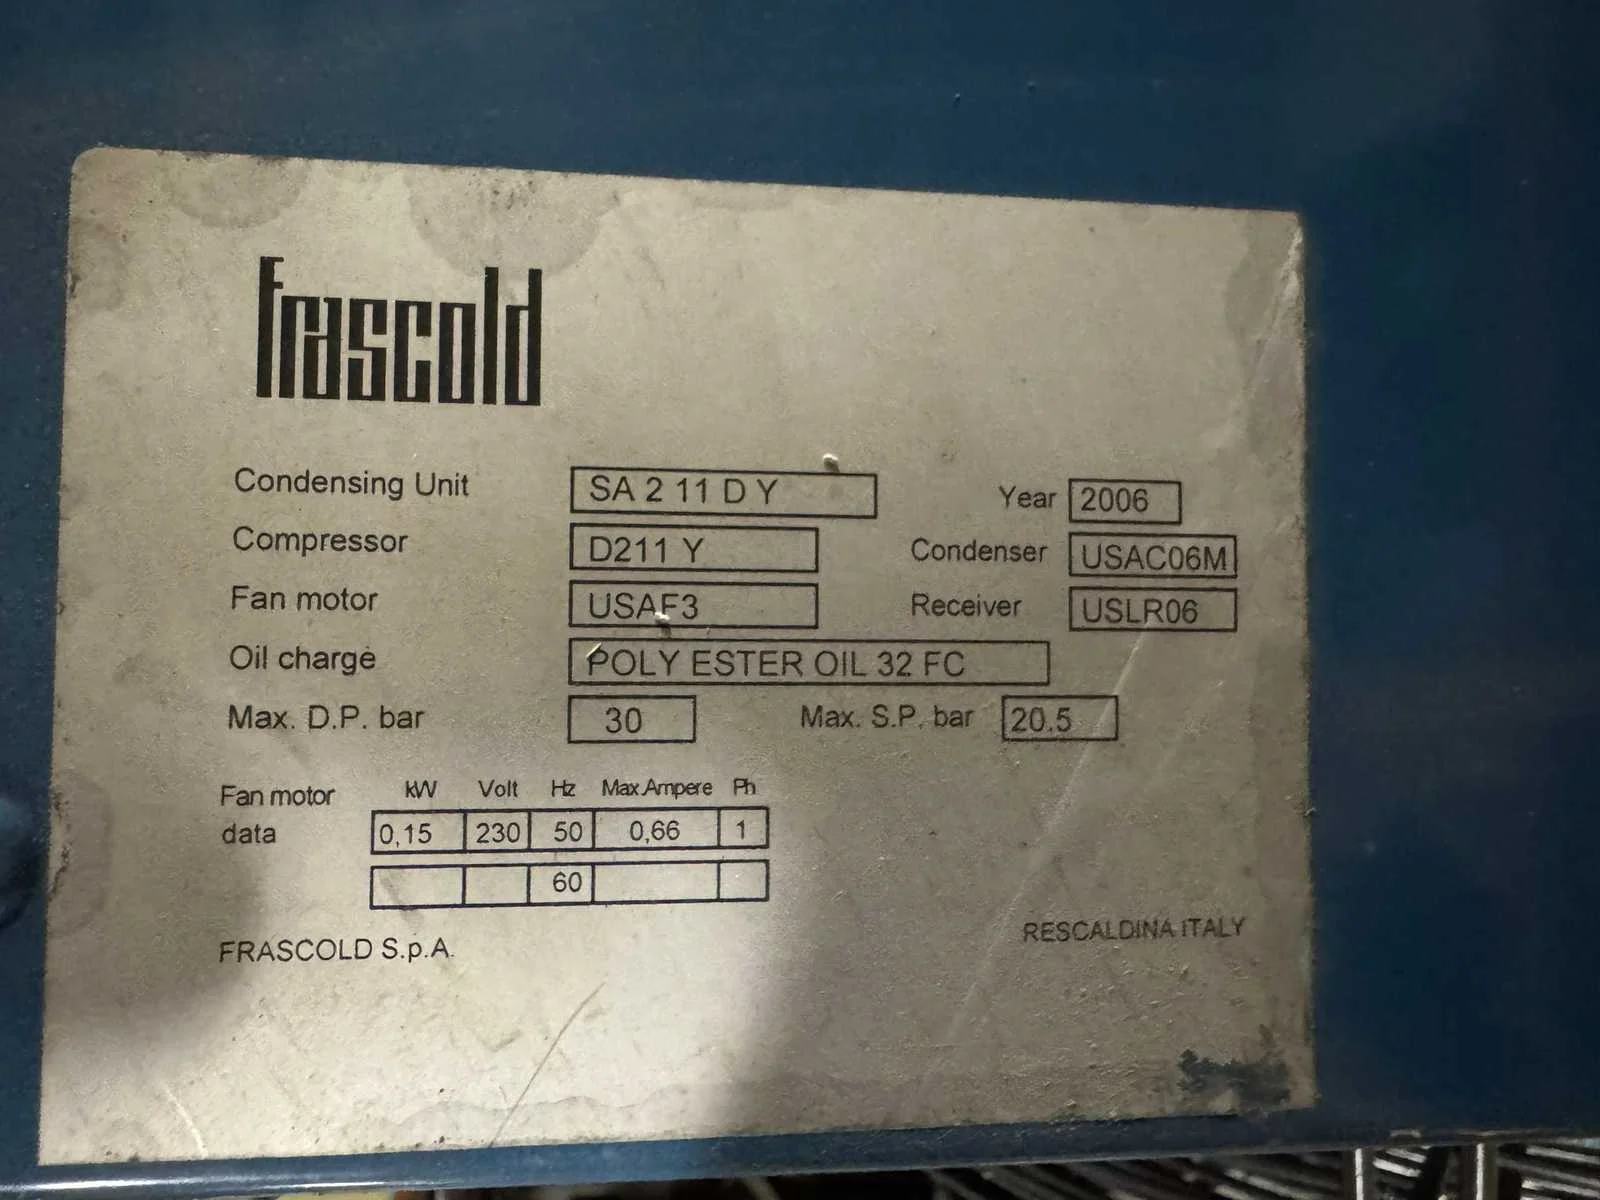 frascold
Condensing Unit SA 2 11 D Y Year 2006
Compressor D211 Y Condenser USAC06M
Fan motor USAF3 Receiver USLR06
Oil charge POLY ESTER OIL 32 FC
Max. D.P. bar 30 Max. S.P. bar 20.5
Fan motor data kW Volt Hz Max.Ampere Ph
0,15 230 50 0,66 1
60
FRASCOLD S.p.A. RESCALDINA ITALY